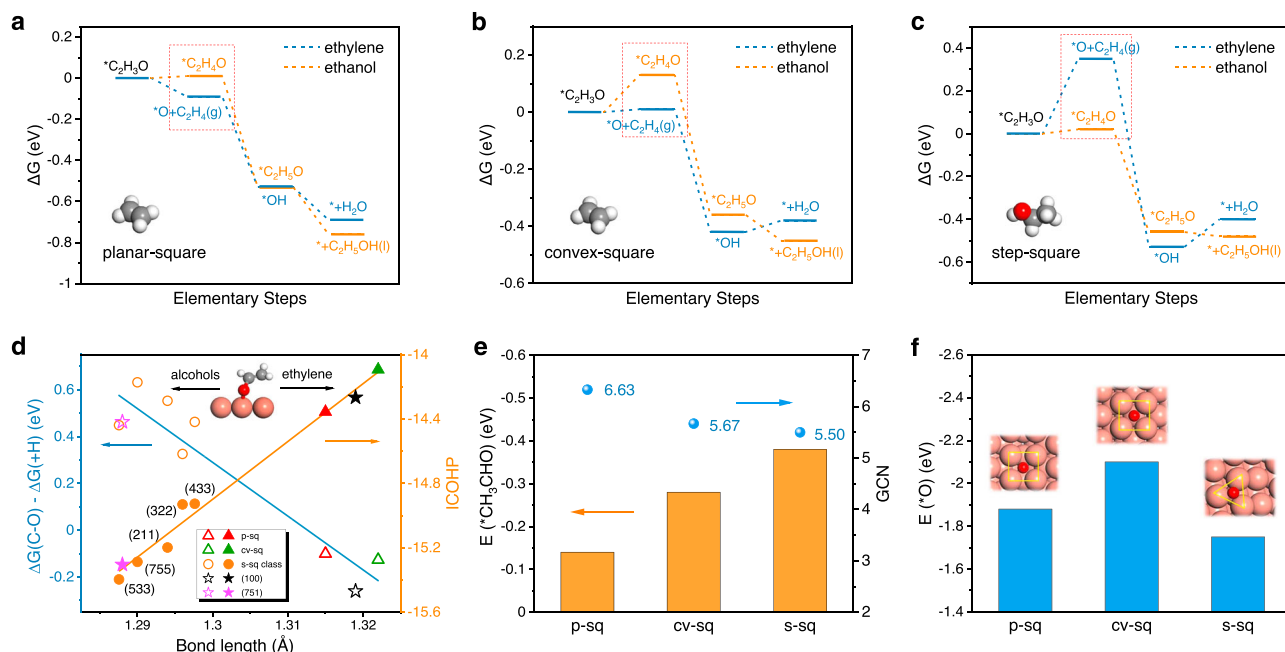 a
0.2
0
-0.2
-0.4
-0.6
-0.8
-1
ΔG (eV)
ethylene
ethanol
*C₂H₃O
*C₂H₄O
*O+C₂H₄(g)
*C₂H₅O
*OH
*+H₂O
*+C₂H₅OH(l)
planar-square
Elementary Steps
b
0.2
0
-0.2
-0.4
-0.6
ΔG (eV)
ethylene
ethanol
*C₂H₄O
*C₂H₃O
*O+C₂H₄(g)
*C₂H₅O
*+H₂O
*OH
*+C₂H₅OH(l)
convex-square
Elementary Steps
c
0.4
0.2
0
-0.2
-0.4
-0.6
ΔG (eV)
*O+C₂H₄(g)
ethylene
ethanol
*C₂H₃O
*C₂H₄O
*C₂H₅O
*+H₂O
*OH
*+C₂H₅OH(l)
step-square
Elementary Steps
d
0.6
0.4
0.2
0
-0.2
ΔG(C-O) - ΔG(+H) (eV)
-14
-14.4
-14.8
-15.2
-15.6
ICOHP
alcohols
ethylene
(433)
(322)
(211)
(755)
(533)
p-sq
cv-sq
s-sq class
(100)
(751)
1.29
1.3
1.31
1.32
Bond length (Å)
e
-0.6
-0.5
-0.4
-0.3
-0.2
-0.1
0
E (*CH₃CHO) (eV)
7
6
5
4
3
2
GCN
6.63
5.67
5.50
p-sq
cv-sq
s-sq
f
-2.6
-2.4
-2.2
-2
-1.8
-1.6
-1.4
E (*O) (eV)
p-sq
cv-sq
s-sq